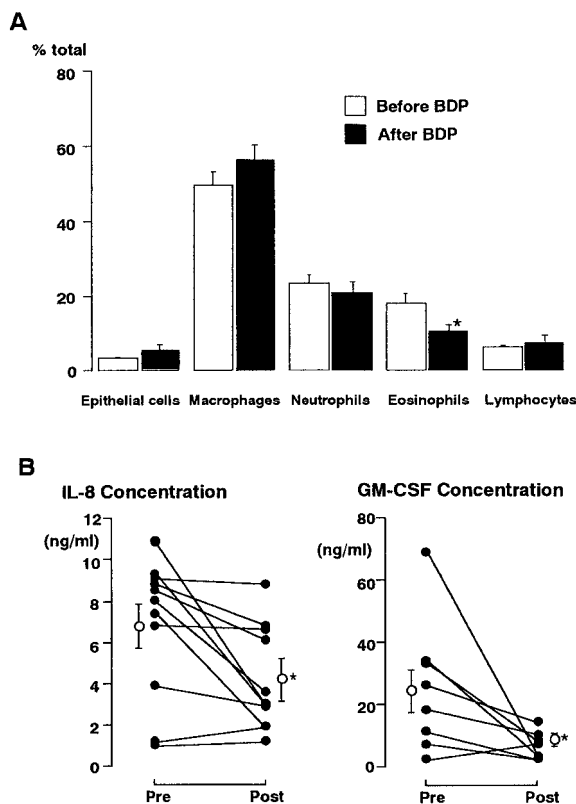 A
% total
80
60
40
20
0
Before BDP
After BDP
*
Epithelial cells Macrophages Neutrophils Eosinophils Lymphocytes
B
IL-8 Concentration
(ng/ml)
12
10
8
6
4
2
0
*
Pre Post
GM-CSF Concentration
(ng/ml)
80
60
40
20
0
*
Pre Post